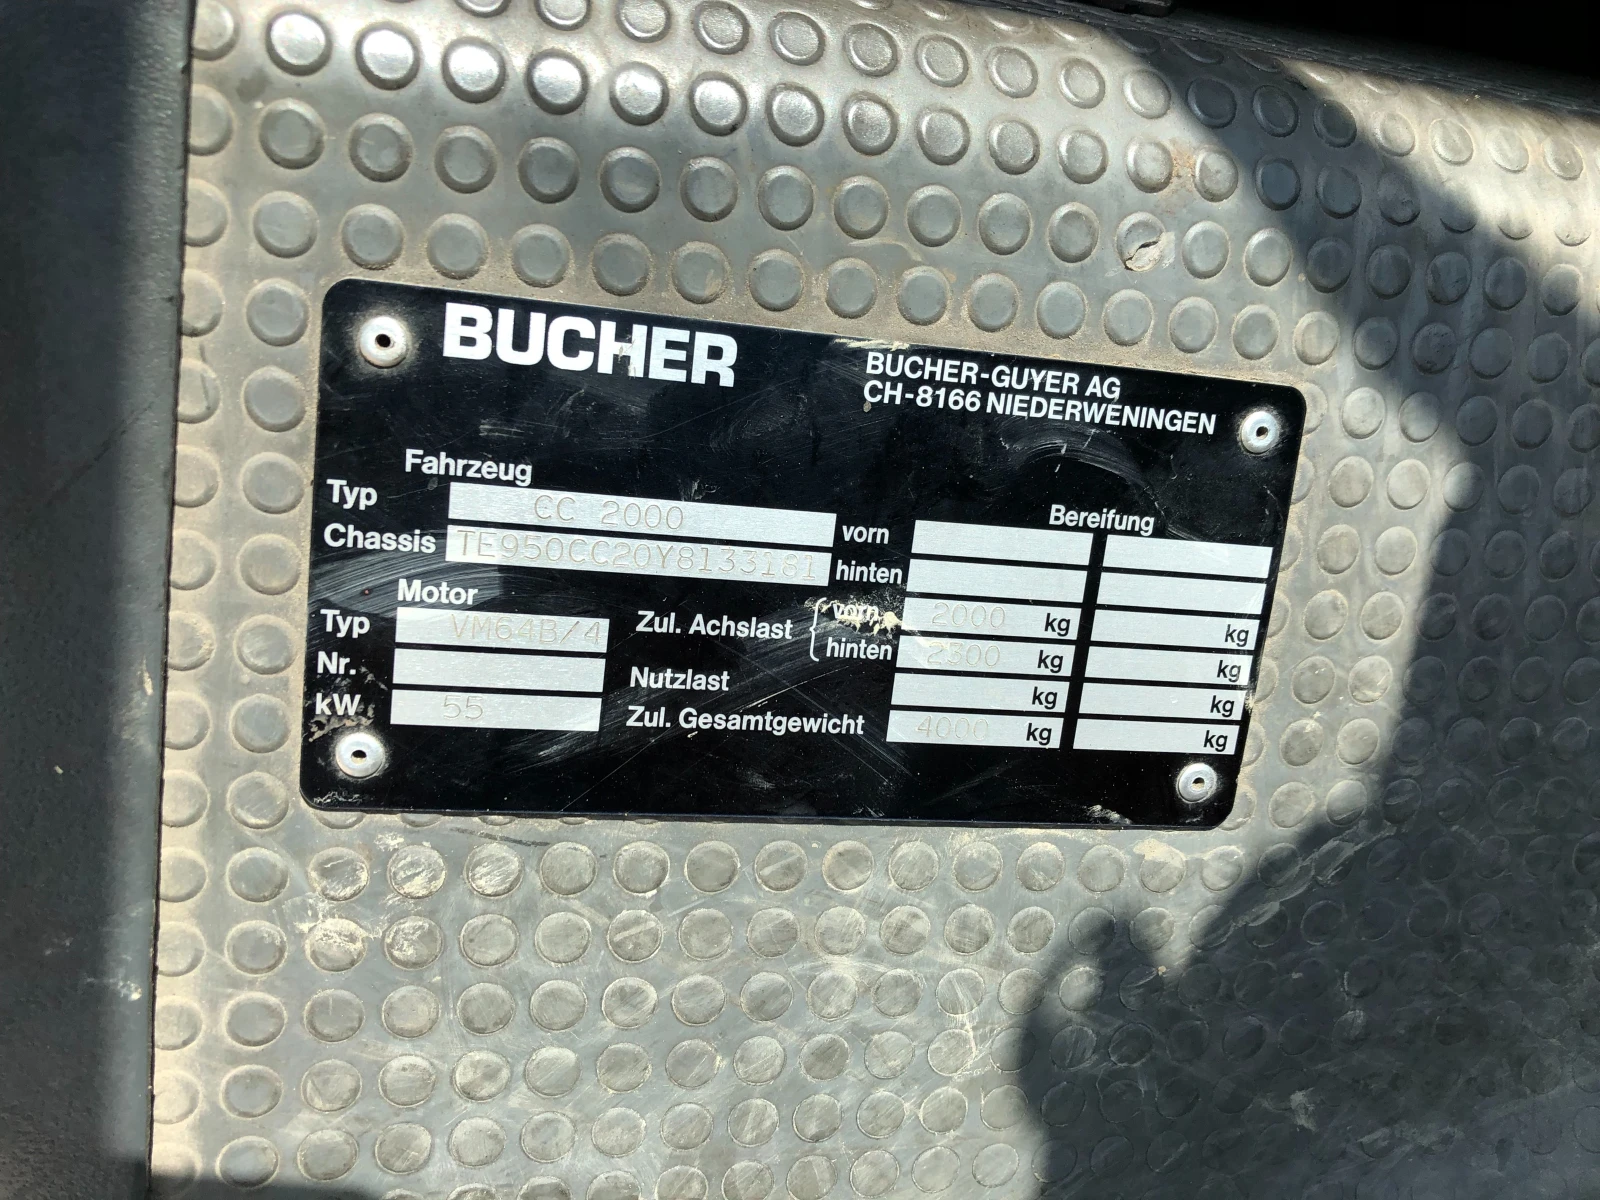 BUCHER
BUCHER-GUYER AG
CH-8166 NIEDERWENINGEN
Fahrzeug
Typ CC 2000
Chassis TE950CC20Y8133181
Motor
Typ VM64B/4
Nr.
kW 55
Bereifung
vorn
hinten
Zul. Achslast vorn 2000 kg kg
hinten 2300 kg kg
Nutzlast kg kg
Zul. Gesamtgewicht 4000 kg kg